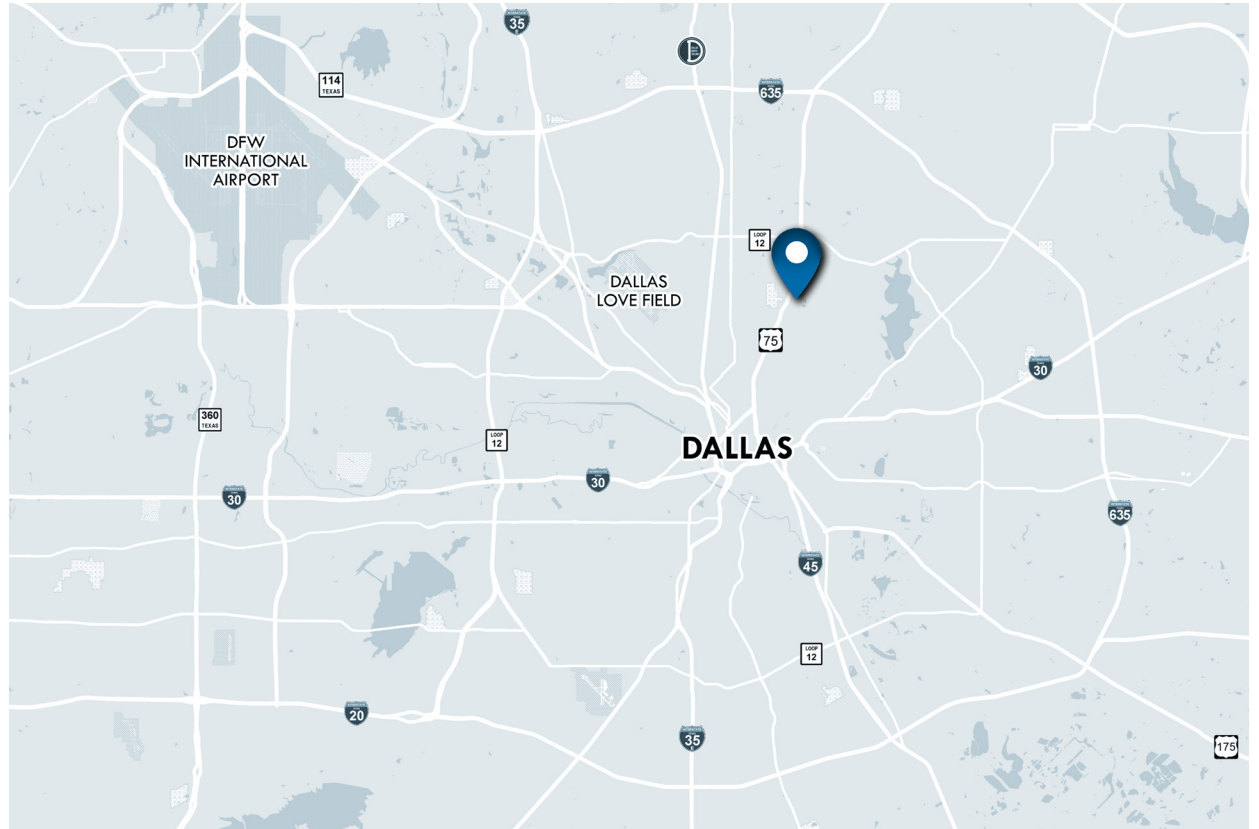 35
D
635
114
TEXAS
DFW
INTERNATIONAL
AIRPORT
LOOP
12
DALLAS
LOVE FIELD
75
30
360
TEXAS
LOOP
12
DALLAS
30
30
635
45
LOOP
12
20
35
175